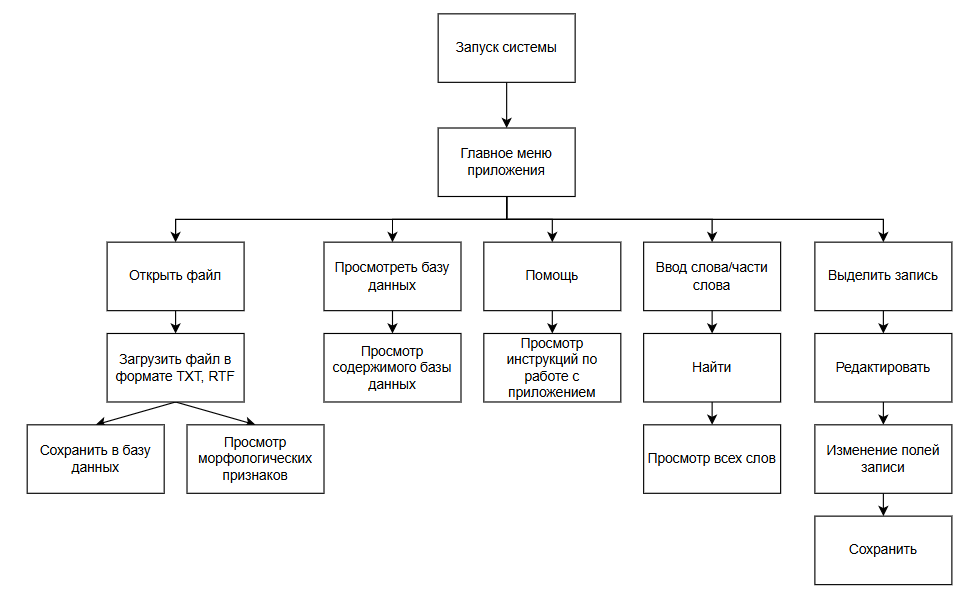 Запуск системы
Главное меню
приложения
Открыть файл
Просмотреть базу
данных
Помощь
Ввод слова/части
слова
Выделить запись
Загрузить файл в
формате TXT, RTF
Просмотр
содержимого базы
данных
Просмотр
инструкций по
работе с
приложением
Найти
Редактировать
Сохранить в базу
данных
Просмотр
морфологических
признаков
Просмотр всех слов
Изменение полей
записи
Сохранить